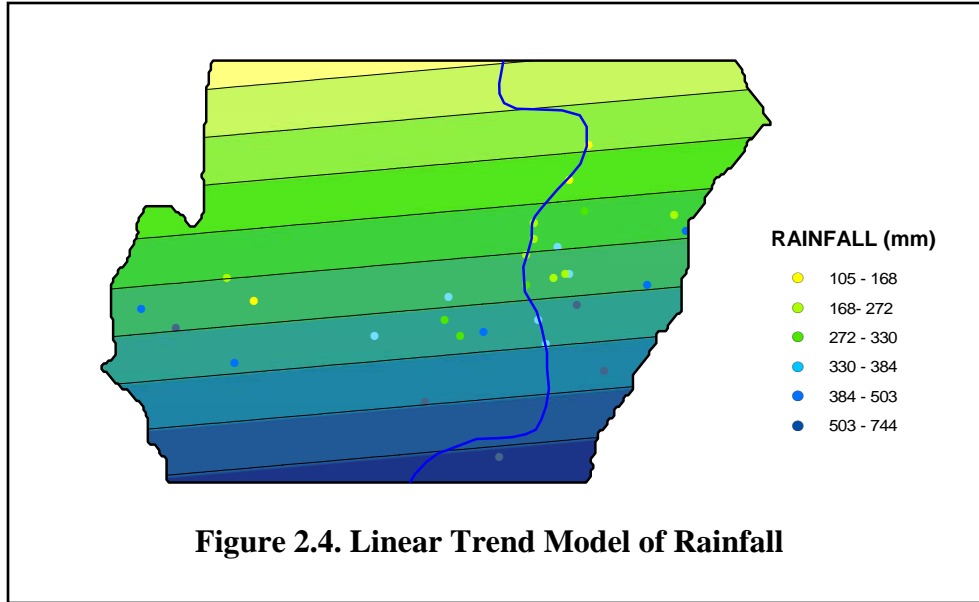 RAINFALL (mm)
105 - 168
168- 272
272 - 330
330 - 384
384 - 503
503 - 744
Figure 2.4. Linear Trend Model of Rainfall